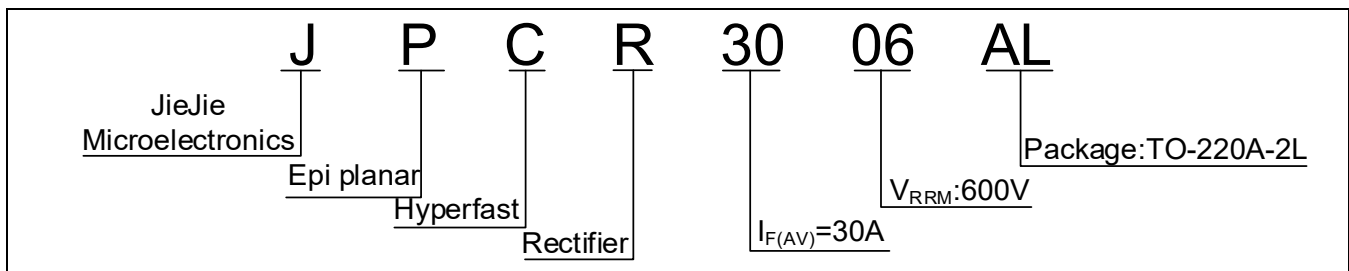 J P C R 30 06 AL
JieJie
Microelectronics
Package:TO-220A-2L
Epi planar
VRRM:600V
Hyperfast
IF(AV)=30A
Rectifier